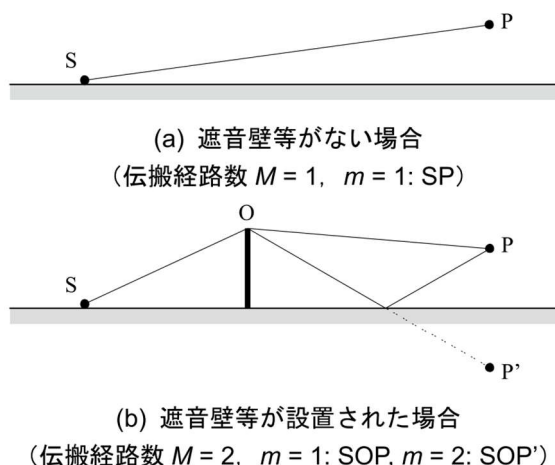 S
P
(a) 遮音壁等がない場合
（伝搬経路数 M = 1,  m = 1: SP）
O
S
P
P'
(b) 遮音壁等が設置された場合
（伝搬経路数 M = 2,  m = 1: SOP, m = 2: SOP'）